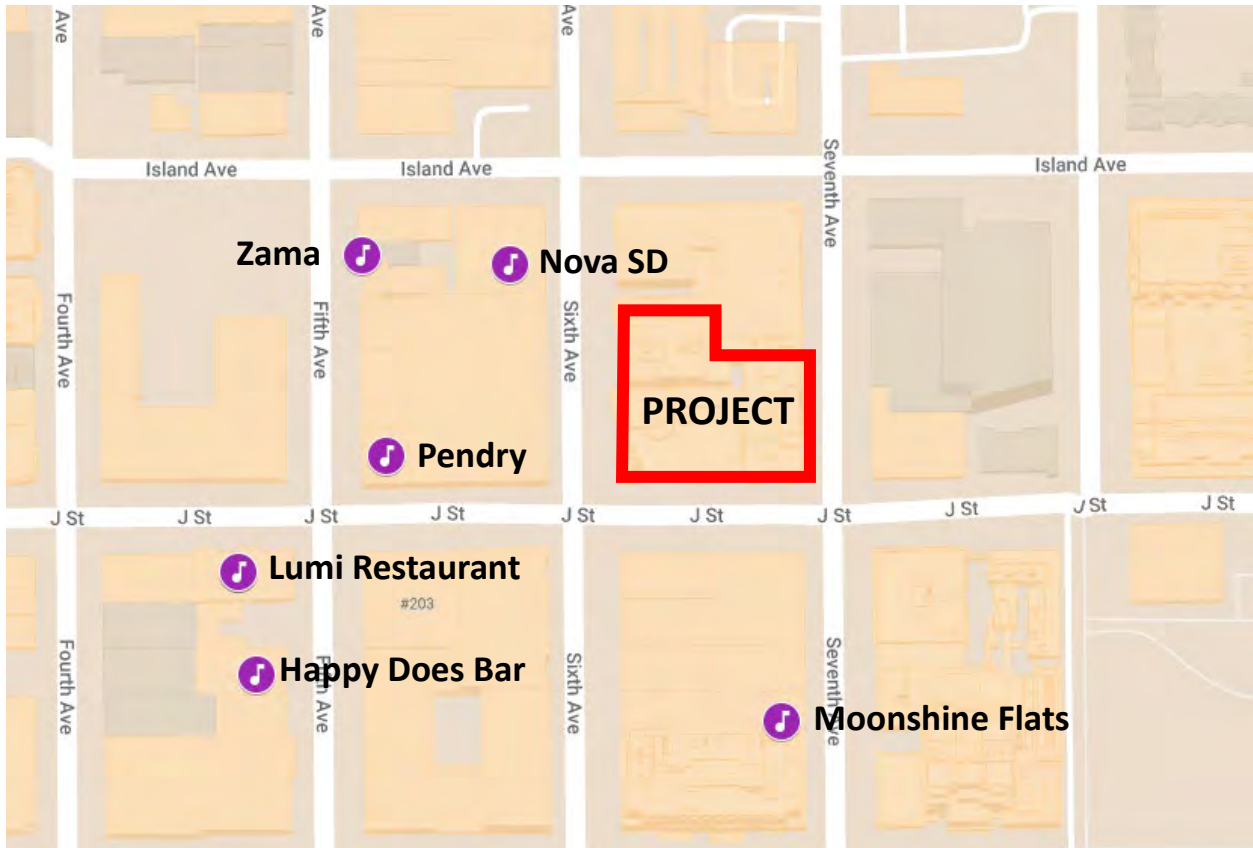 Ave
Ave
Ave
Island Ave
Island Ave
Island Ave
Seventh Ave
Zama
Nova SD
Fourth Ave
Fifth Ave
Sixth Ave
PROJECT
Pendry
J St
J St
J St
J St
J St
J St
J St
J St
J St
J St
Lumi Restaurant
#203
Happy Does Bar
Fourth Ave
Ave
Sixth Ave
Seventh Ave
Moonshine Flats